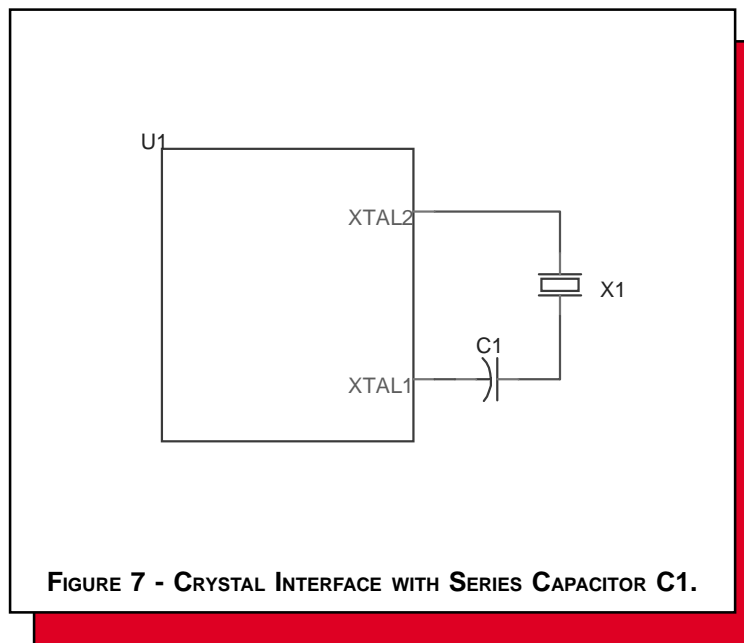 U1
XTAL2
X1
C1
XTAL1
FIGURE 7 - CRYSTAL INTERFACE WITH SERIES CAPACITOR C1.